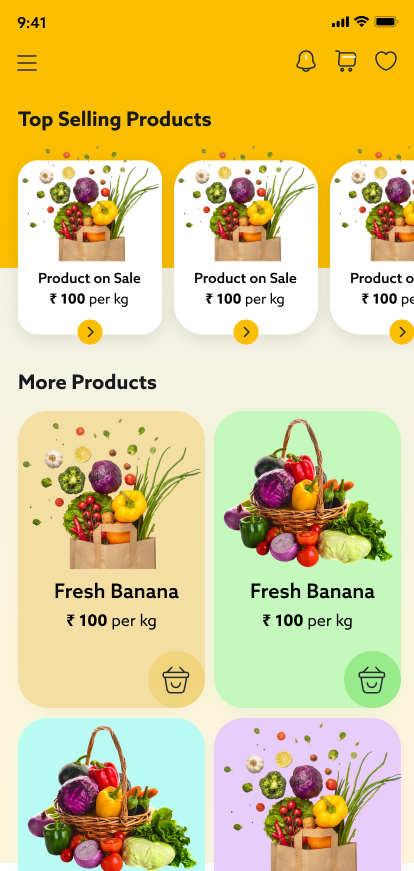 9:41
Top Selling Products
Product on Sale
₹ 100 per kg
Product on Sale
₹ 100 per kg
Product o
₹ 100 pe
More Products
Fresh Banana
₹ 100 per kg
Fresh Banana
₹ 100 per kg